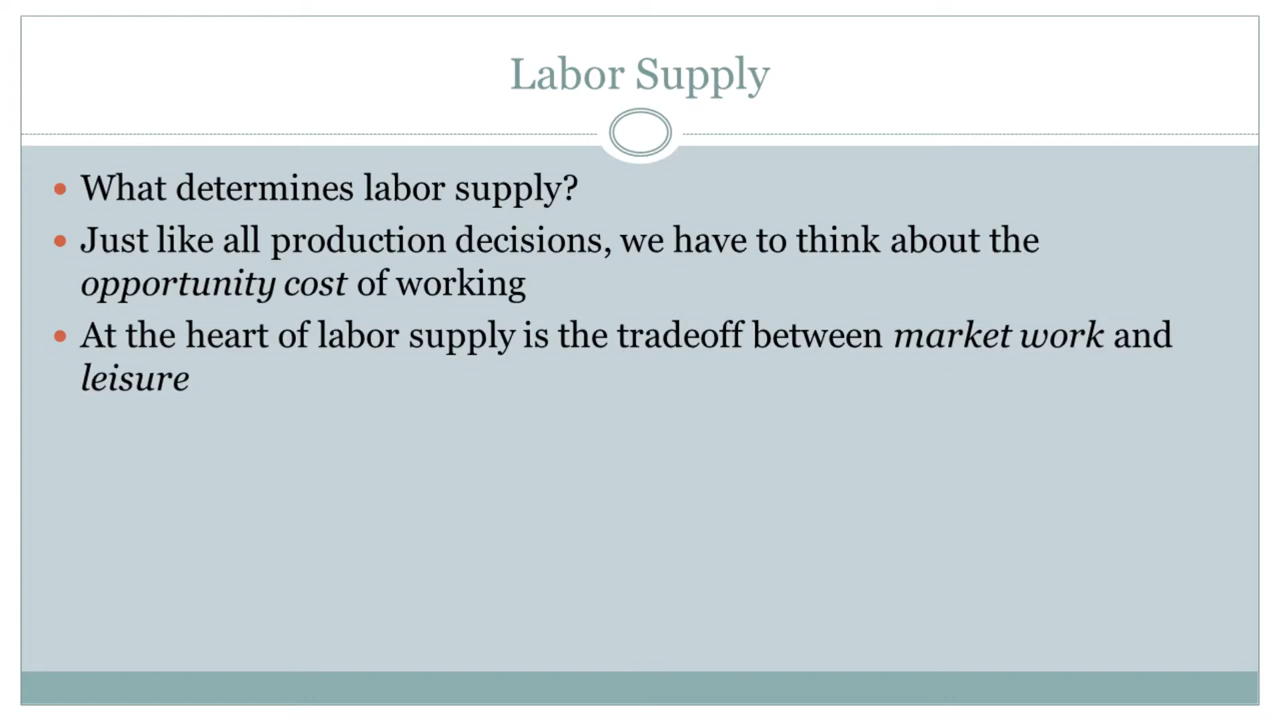 Labor Supply
• What determines labor supply?
• Just like all production decisions, we have to think about the
opportunity cost of working
• At the heart of labor supply is the tradeoff between market work and
leisure